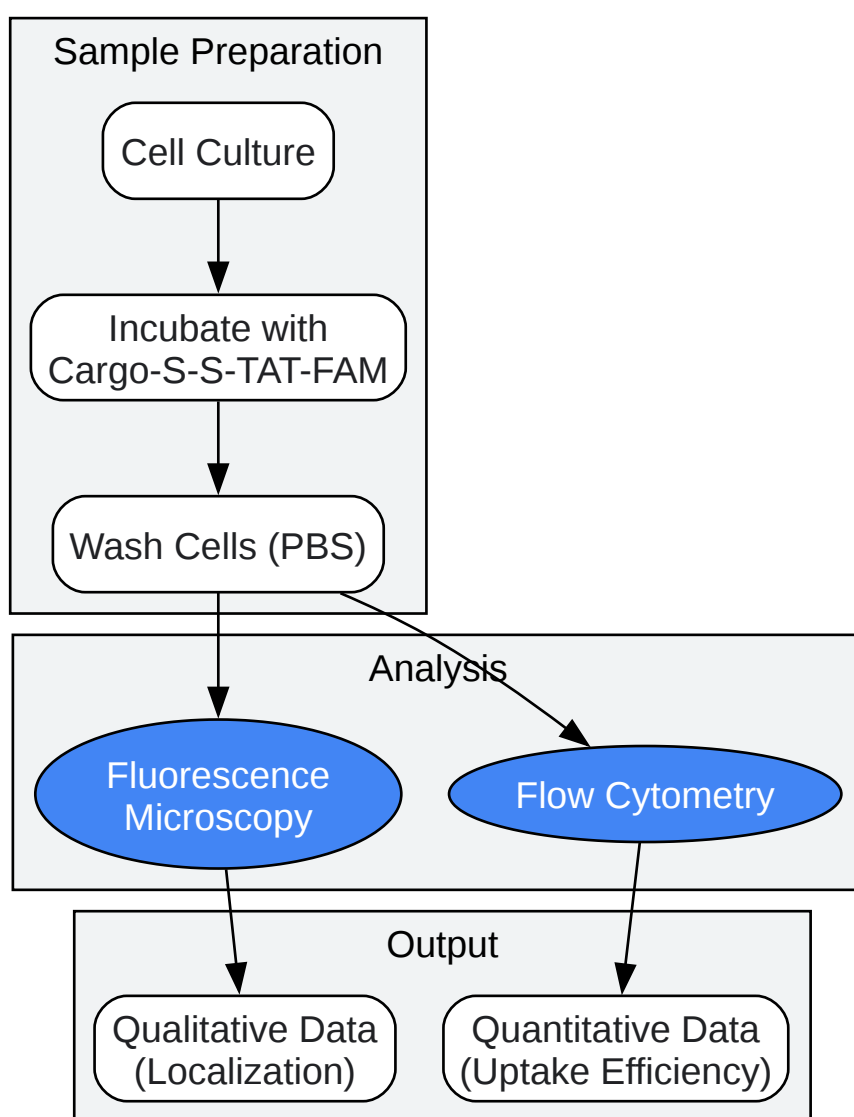 Sample Preparation
Cell Culture
Incubate with
Cargo-S-S-TAT-FAM
Wash Cells (PBS)
Analysis
Fluorescence
Microscopy
Flow Cytometry
Output
Qualitative Data
(Localization)
Quantitative Data
(Uptake Efficiency)